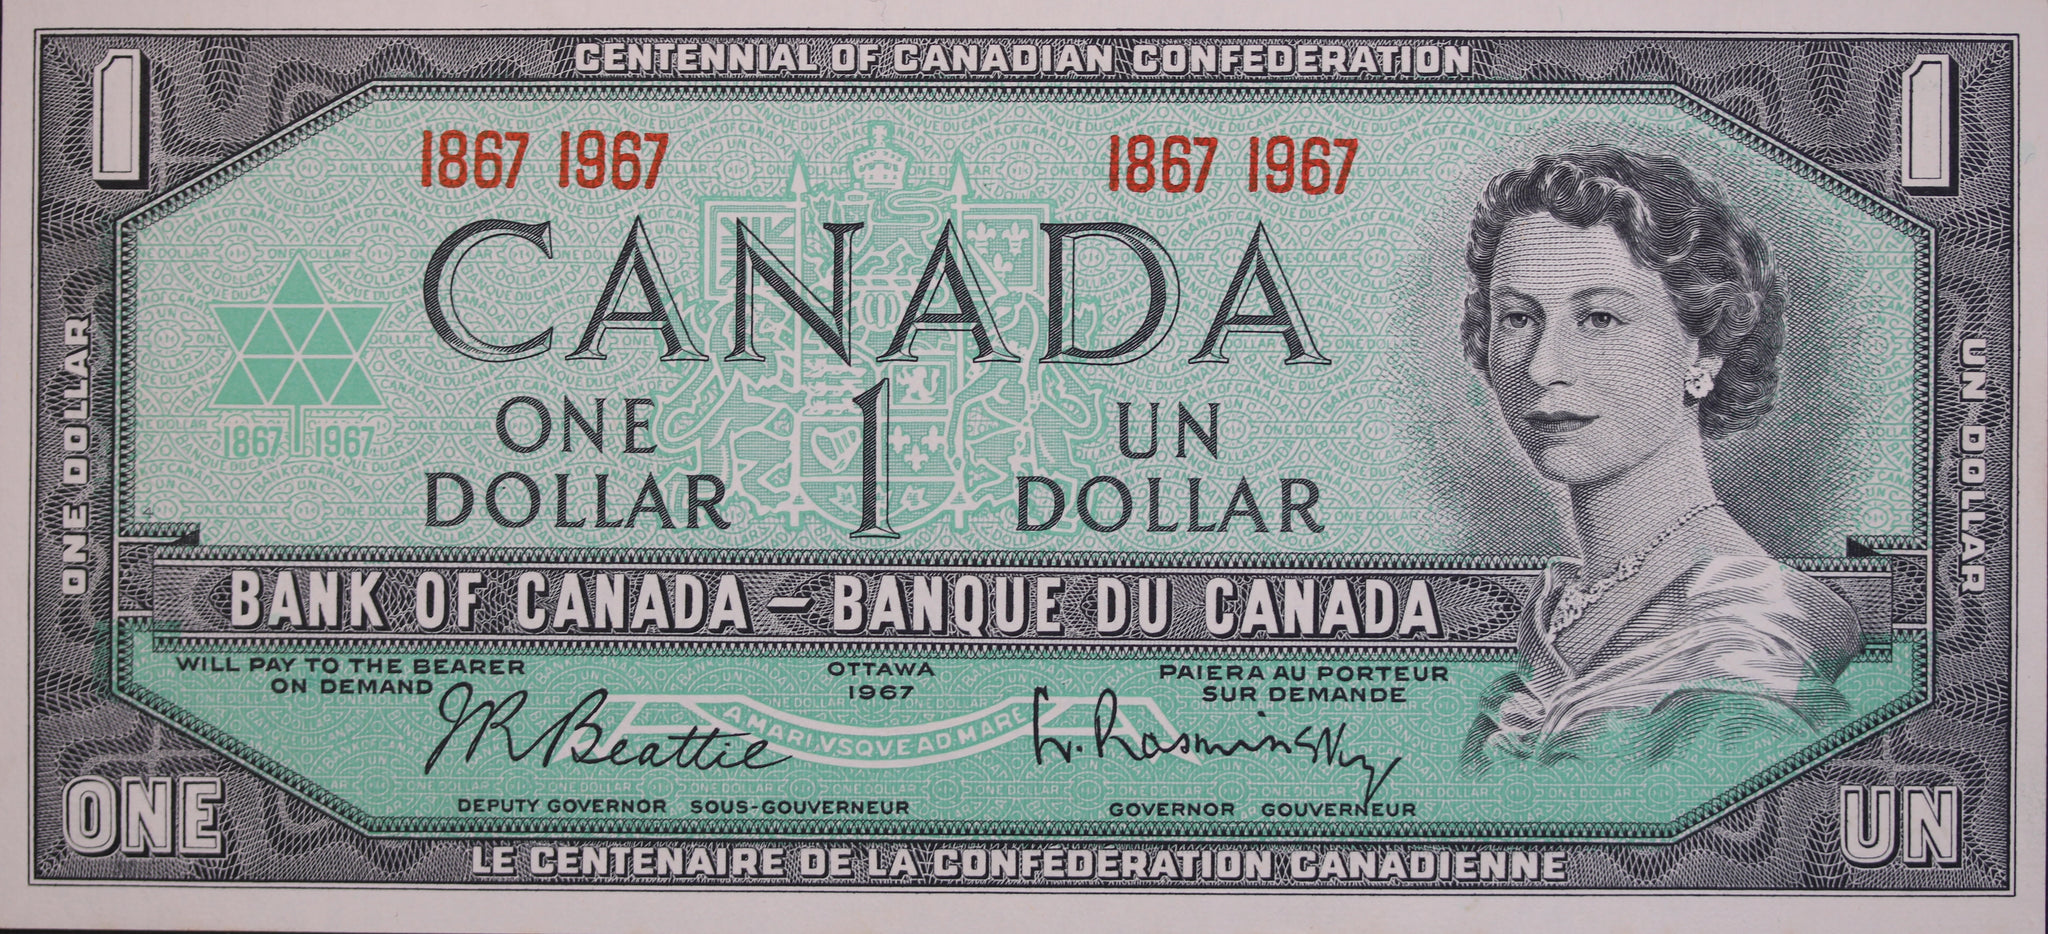 CENTENNIAL OF CANADIAN CONFEDERATION
1 1
1867 1967 1867 1967
CANADA
ONE DOLLAR 1 UN DOLLAR
1867 1967
ONE DOLLAR
UN DOLLAR
BANK OF CANADA — BANQUE DU CANADA
WILL PAY TO THE BEARER
ON DEMAND
OTTAWA
1967
PAIERA AU PORTEUR
SUR DEMANDE
A MARI VSQVE AD MARE
JR Beattie
L. Rasminsky
DEPUTY GOVERNOR SOUS-GOUVERNEUR
GOVERNOR GOUVERNEUR
ONE UN
LE CENTENAIRE DE LA CONFÉDÉRATION CANADIENNE